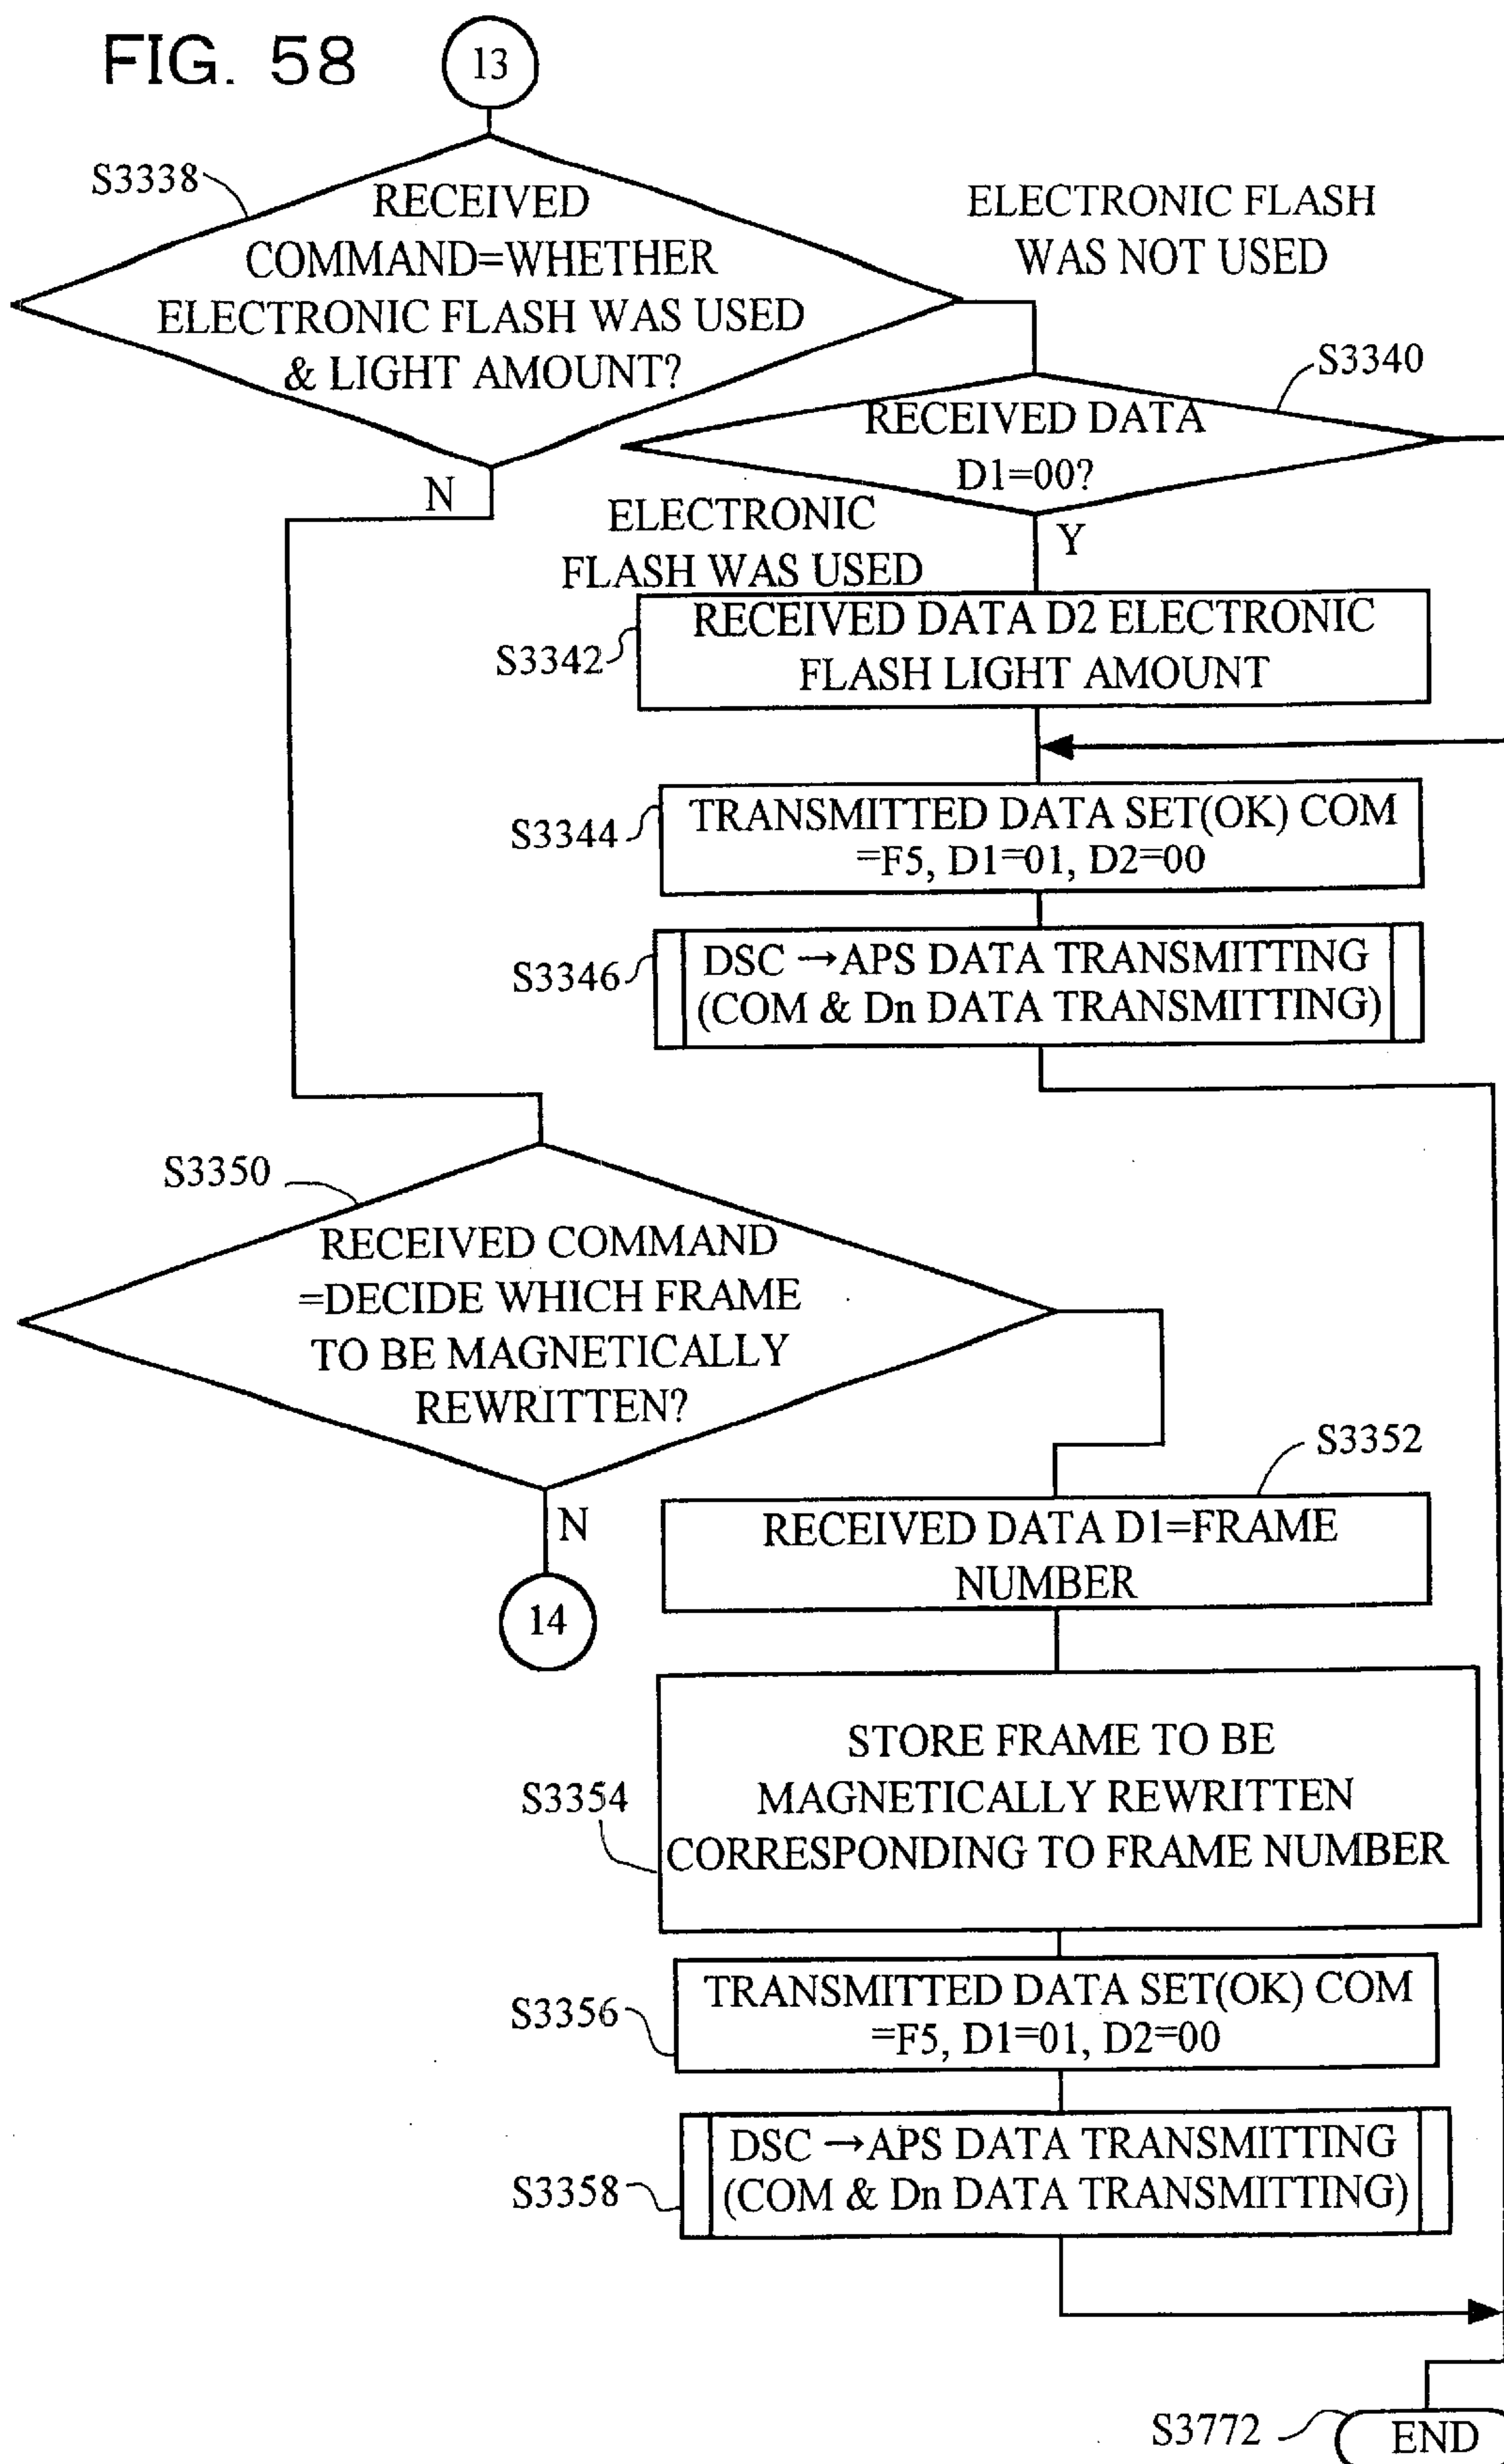 FIG. 58
13
S3338
RECEIVED
COMMAND=WHETHER
ELECTRONIC FLASH WAS USED
& LIGHT AMOUNT?
ELECTRONIC FLASH
WAS NOT USED
S3340
RECEIVED DATA
D1=00?
N
ELECTRONIC
FLASH WAS USED
Y
S3342
RECEIVED DATA D2 ELECTRONIC
FLASH LIGHT AMOUNT
S3344
TRANSMITTED DATA SET(OK) COM
=F5, D1=01, D2=00
S3346
DSC →APS DATA TRANSMITTING
(COM & Dn DATA TRANSMITTING)
S3350
RECEIVED COMMAND
=DECIDE WHICH FRAME
TO BE MAGNETICALLY
REWRITTEN?
N
14
S3352
RECEIVED DATA D1=FRAME
NUMBER
S3354
STORE FRAME TO BE
MAGNETICALLY REWRITTEN
CORRESPONDING TO FRAME NUMBER
S3356
TRANSMITTED DATA SET(OK) COM
=F5, D1=01, D2=00
S3358
DSC →APS DATA TRANSMITTING
(COM & Dn DATA TRANSMITTING)
S3772
END